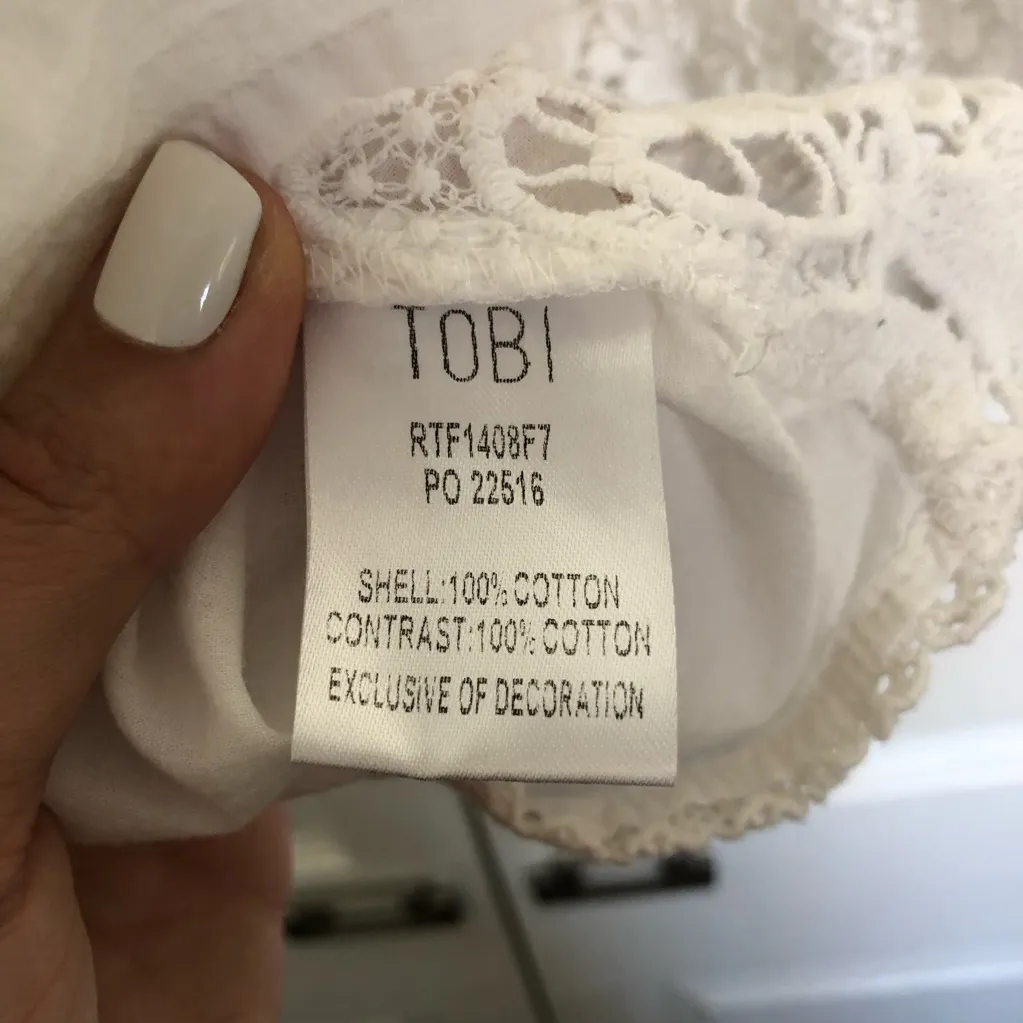 TOBI
RTF1408F7
PO 22516
SHELL:100% COTTON
CONTRAST:100% COTTON
EXCLUSIVE OF DECORATION